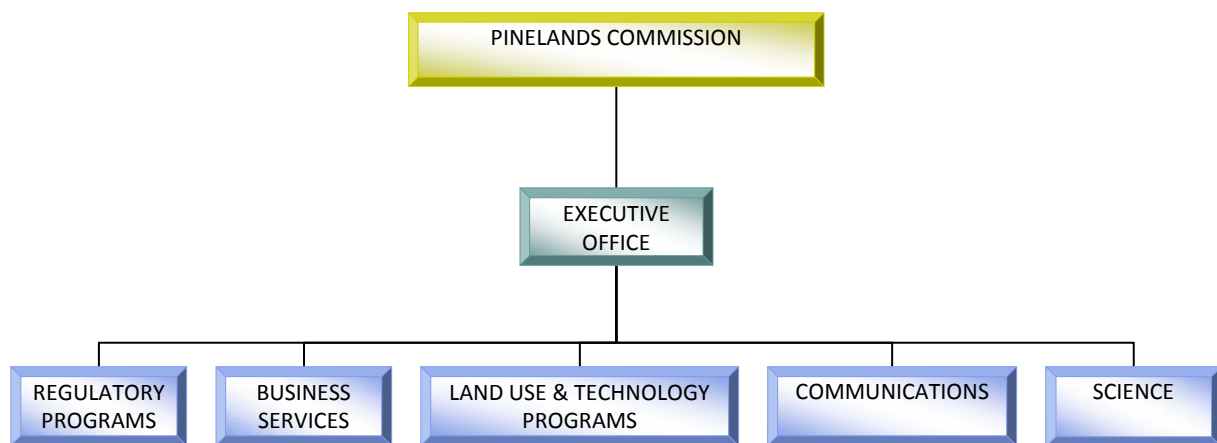 PINELANDS COMMISSION
EXECUTIVE
OFFICE
REGULATORY
PROGRAMS
BUSINESS
SERVICES
LAND USE & TECHNOLOGY
PROGRAMS
COMMUNICATIONS
SCIENCE